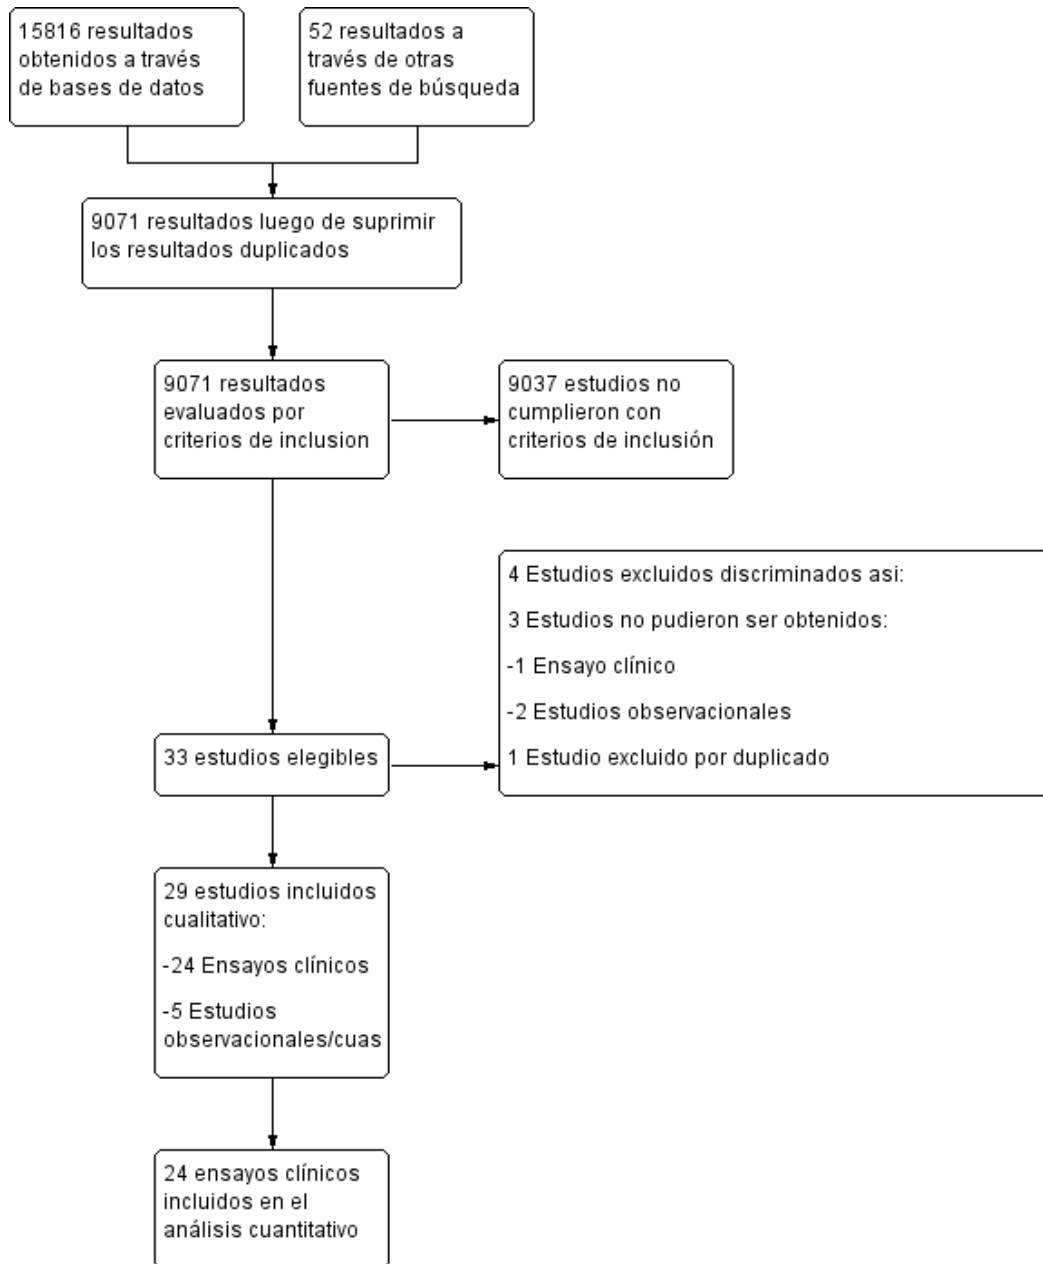 15816 resultados
obtenidos a través
de bases de datos
52 resultados a
través de otras
fuentes de búsqueda
9071 resultados luego de suprimir
los resultados duplicados
9071 resultados
evaluados por
criterios de inclusion
9037 estudios no
cumplieron con
criterios de inclusión
4 Estudios excluidos discriminados asi:
3 Estudios no pudieron ser obtenidos:
-1 Ensayo clínico
-2 Estudios observacionales
1 Estudio excluido por duplicado
33 estudios elegibles
29 estudios incluidos
cualitativo:
-24 Ensayos clínicos
-5 Estudios
observacionales/cuas
24 ensayos clínicos
incluidos en el
análisis cuantitativo